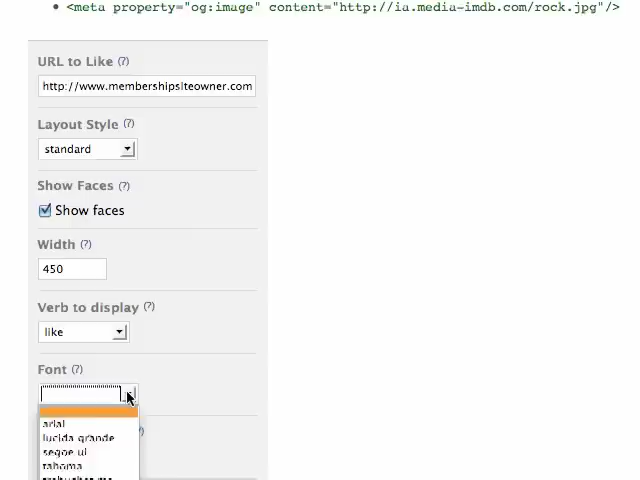 <meta property="og:image" content="http://ia.media-imdb.com/rock.jpg"/>
URL to Like (?)
http://www.membershipsiteowner.com
Layout Style (?)
standard
Show Faces (?)
Show faces
Width (?)
450
Verb to display (?)
like
Font (?)
arial
lucida grande
segoe ui
tahoma